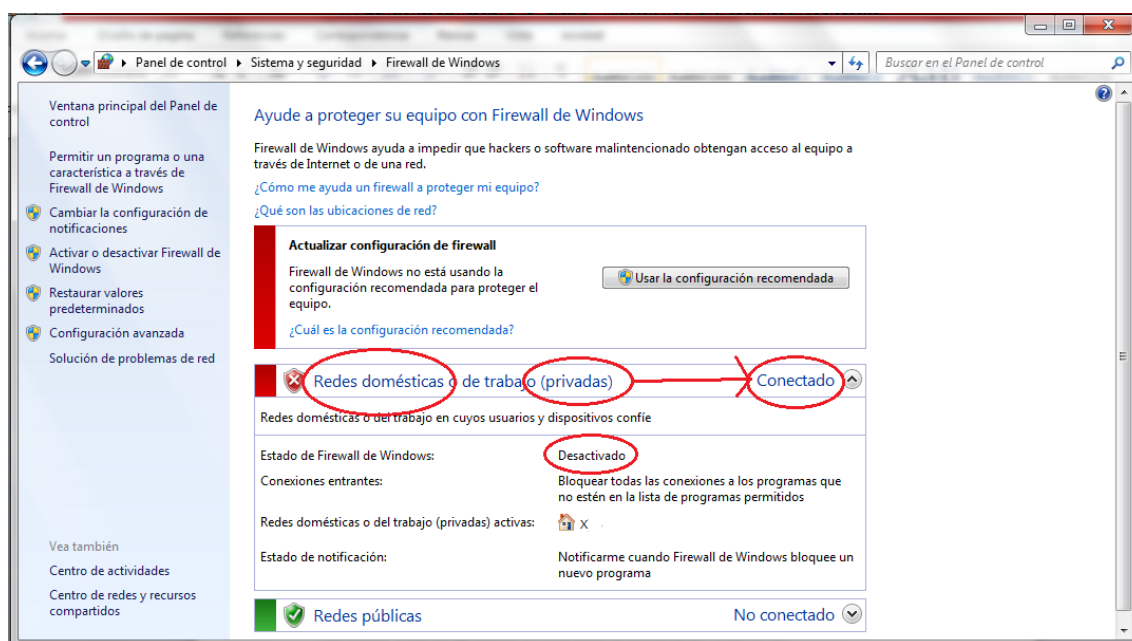 Panel de control ▸ Sistema y seguridad ▸ Firewall de Windows
Buscar en el Panel de control
Ventana principal del Panel de
control
Permitir un programa o una
característica a través de
Firewall de Windows
Cambiar la configuración de
notificaciones
Activar o desactivar Firewall de
Windows
Restaurar valores
predeterminados
Configuración avanzada
Solución de problemas de red
Vea también
Centro de actividades
Centro de redes y recursos
compartidos
Ayude a proteger su equipo con Firewall de Windows
Firewall de Windows ayuda a impedir que hackers o software malintencionado obtengan acceso al equipo a
través de Internet o de una red.
¿Cómo me ayuda un firewall a proteger mi equipo?
¿Qué son las ubicaciones de red?
Actualizar configuración de firewall
Firewall de Windows no está usando la
configuración recomendada para proteger el
equipo.
Usar la configuración recomendada
¿Cuál es la configuración recomendada?
Redes domésticas o de trabajo (privadas) Conectado
Redes domésticas o del trabajo en cuyos usuarios y dispositivos confíe
Estado de Firewall de Windows: Desactivado
Conexiones entrantes: Bloquear todas las conexiones a los programas que
no estén en la lista de programas permitidos
Redes domésticas o del trabajo (privadas) activas: X
Estado de notificación: Notificarme cuando Firewall de Windows bloquee un
nuevo programa
Redes públicas No conectado